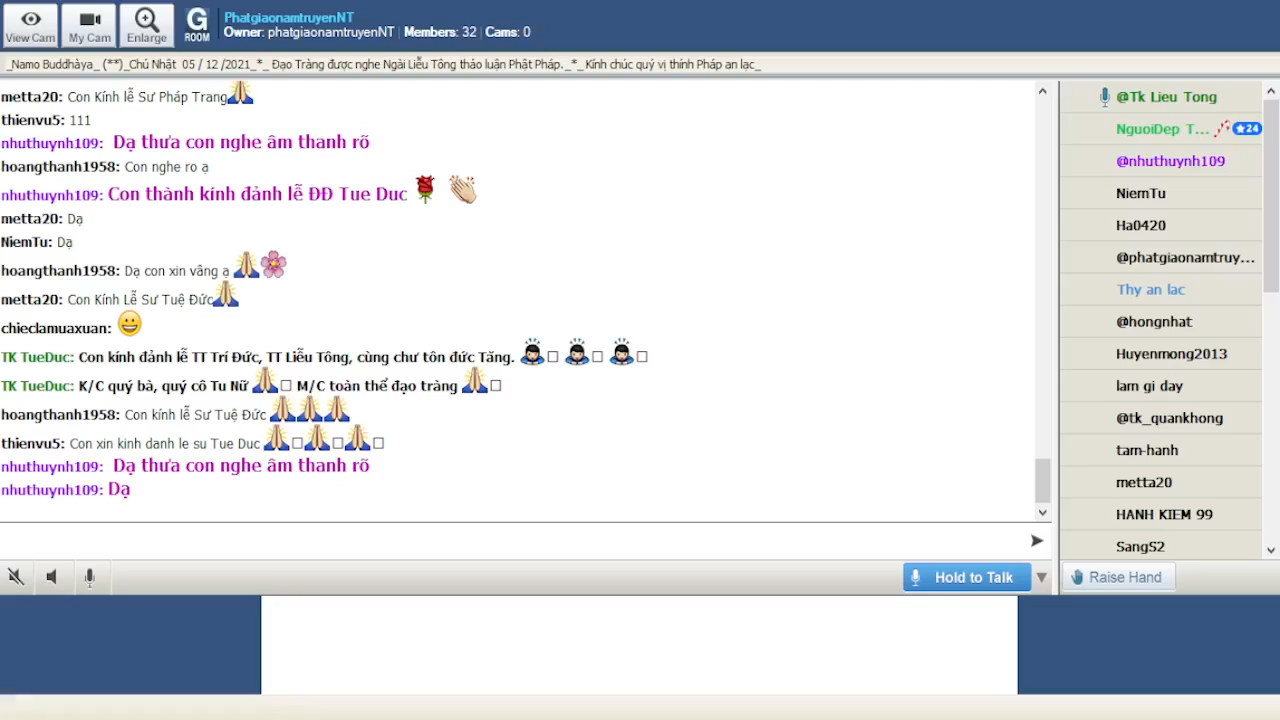 View Cam
My Cam
Enlarge
G
ROOM
PhatgiaonamtruyenNT
Owner: phatgiaonamtruyenNT | Members: 32 | Cams: 0
_Namo Buddhàya_ (**)_Chủ Nhật 05 / 12 /2021_*_ Đạo Tràng được nghe Ngài Liễu Tông thảo luận Phật Pháp._*_Kính chúc quý vị thính Pháp an lạc_
metta20: Con Kính lễ Sư Pháp Trang
thienvu5: 111
nhuthuynh109: Dạ thưa con nghe âm thanh rõ
hoangthanh1958: Con nghe ro ạ
nhuthuynh109: Con thành kính đảnh lễ ĐĐ Tue Duc
metta20: Dạ
NiemTu: Dạ
hoangthanh1958: Dạ con xin vâng ạ
metta20: Con Kính Lễ Sư Tuệ Đức
chieclamuaxuan:
TK TueDuc: Con kính đảnh lễ TT Trí Đức, TT Liễu Tông, cùng chư tôn đức Tăng.
TK TueDuc: K/C quý bà, quý cô Tu Nữ M/C toàn thể đạo tràng
hoangthanh1958: Con kính lễ Sư Tuệ Đức
thienvu5: Con xin kinh danh le su Tue Duc
nhuthuynh109: Dạ thưa con nghe âm thanh rõ
nhuthuynh109: Dạ
@Tk Lieu Tong
NguoiDep T... 24
@nhuthuynh109
NiemTu
Ha0420
@phatgiaonamtruy...
Thy an lac
@hongnhat
Huyenmong2013
lam gi day
@tk_quankhong
tam-hanh
metta20
HANH KIEM 99
SangS2
Hold to Talk
Raise Hand